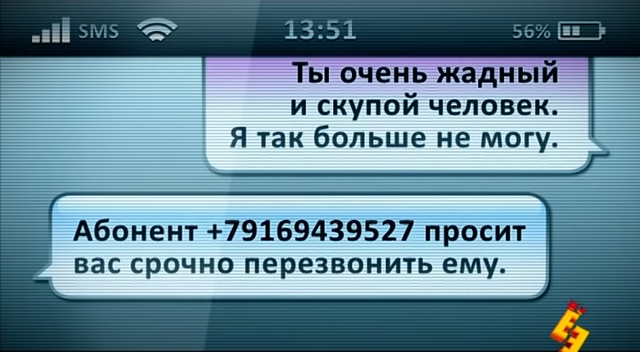 SMS 13:51 56%
Ты очень жадный
и скупой человек.
Я так больше не могу.
Абонент +79169439527 просит
вас срочно перезвонить ему.